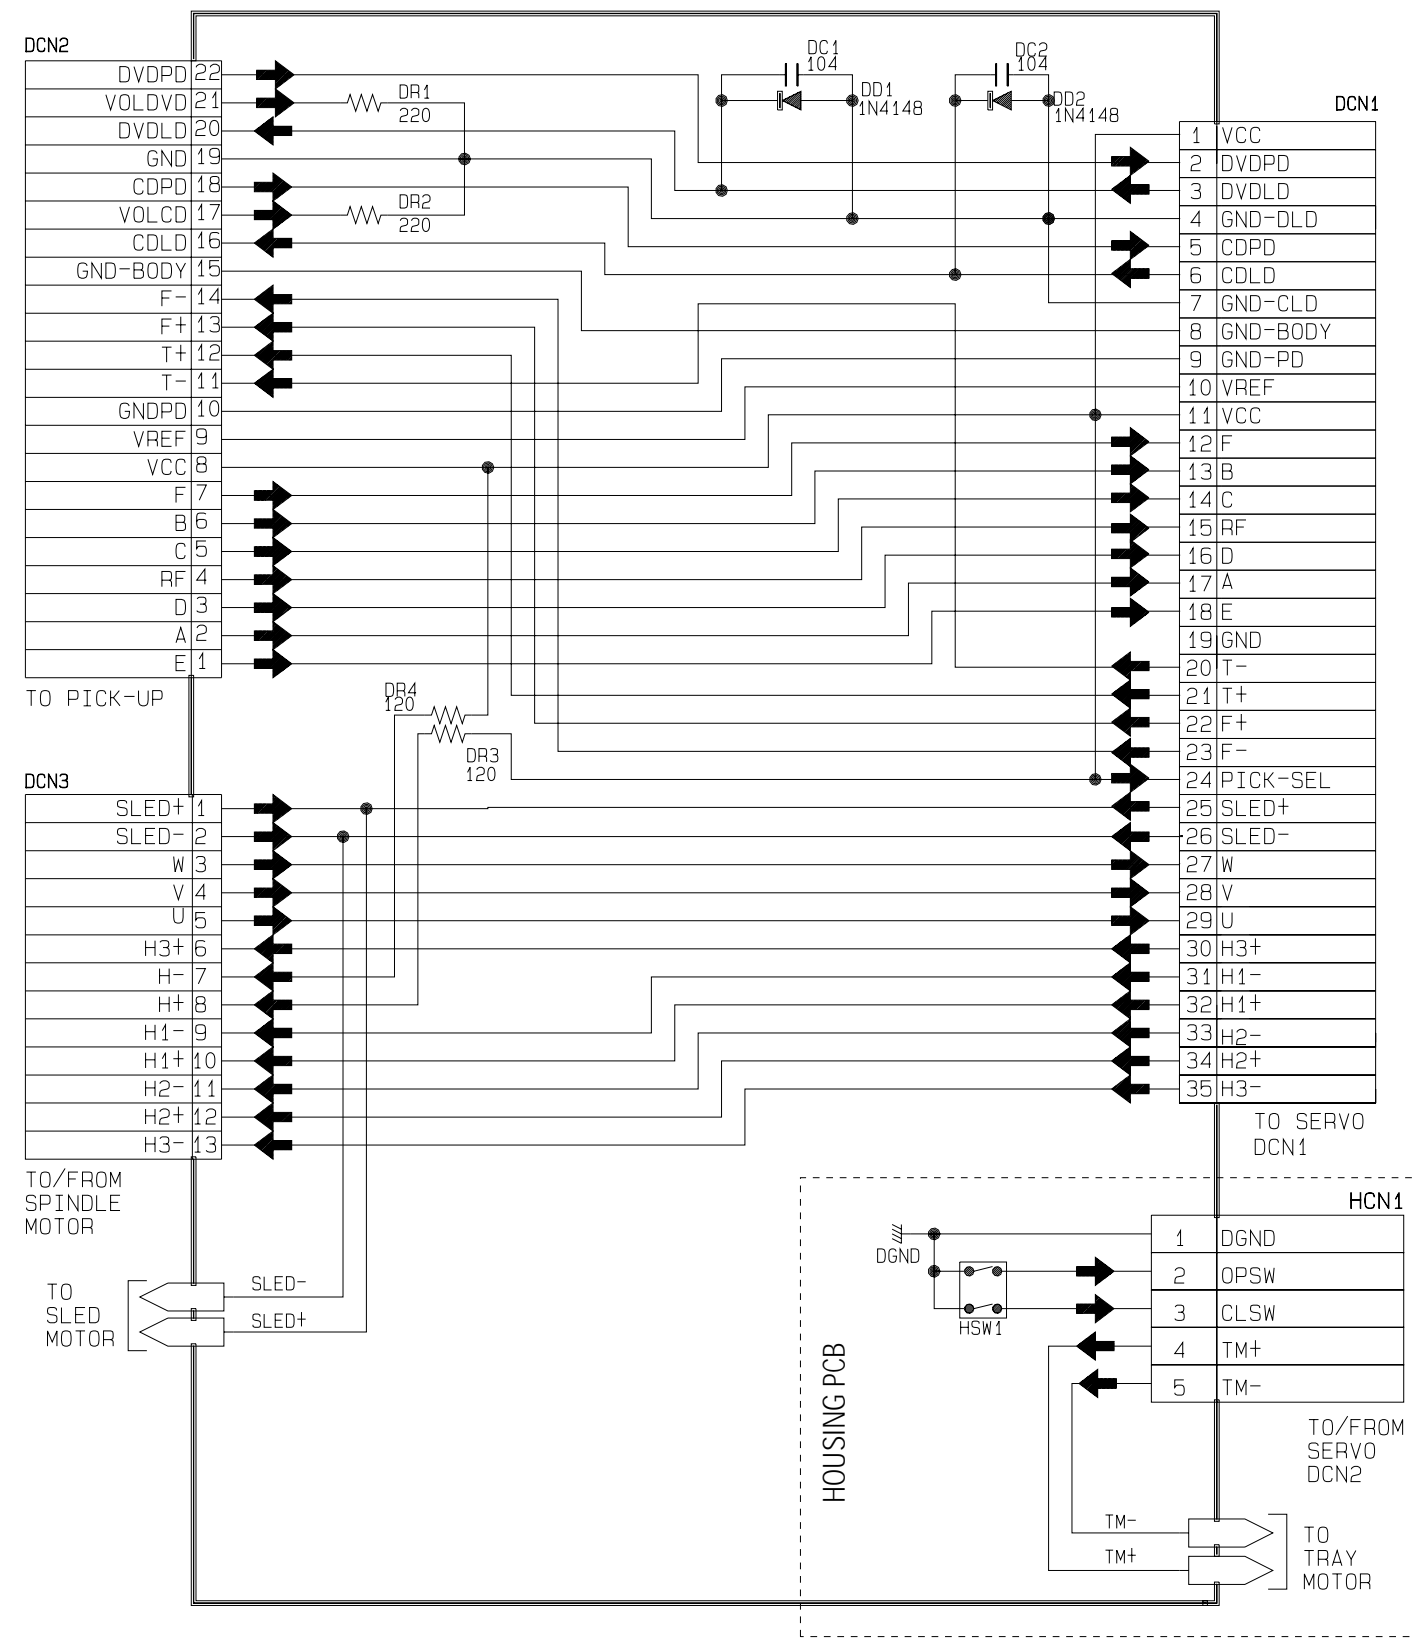 DCN2
DVDPD 22
VOLDVD 21
DVDLD 20
GND 19
CDPD 18
VOLCD 17
CDLD 16
GND-BODY 15
F- 14
F+ 13
T+ 12
T- 11
GNDPD 10
VREF 9
VCC 8
F 7
B 6
C 5
RF 4
D 3
A 2
E 1
TO PICK-UP
DR1
220
DR2
220
DC1
104
DD1
1N4148
DC2
104
DD2
1N4148
DR4
120
DR3
120
DCN1
1 VCC
2 DVDPD
3 DVDLD
4 GND-DLD
5 CDPD
6 CDLD
7 GND-CLD
8 GND-BODY
9 GND-PD
10 VREF
11 VCC
12 F
13 B
14 C
15 RF
16 D
17 A
18 E
19 GND
20 T-
21 T+
22 F+
23 F-
24 PICK-SEL
25 SLED+
26 SLED-
27 W
28 V
29 U
30 H3+
31 H1-
32 H1+
33 H2-
34 H2+
35 H3-
TO SERVO
DCN1
DCN3
SLED+ 1
SLED- 2
W 3
V 4
U 5
H3+ 6
H- 7
H+ 8
H1- 9
H1+ 10
H2- 11
H2+ 12
H3- 13
TO/FROM
SPINDLE
MOTOR
TO
SLED
MOTOR
SLED-
SLED+
HOUSING PCB
DGND
HSW1
HCN1
1 DGND
2 OPSW
3 CLSW
4 TM+
5 TM-
TO/FROM
SERVO
DCN2
TM-
TM+
TO
TRAY
MOTOR